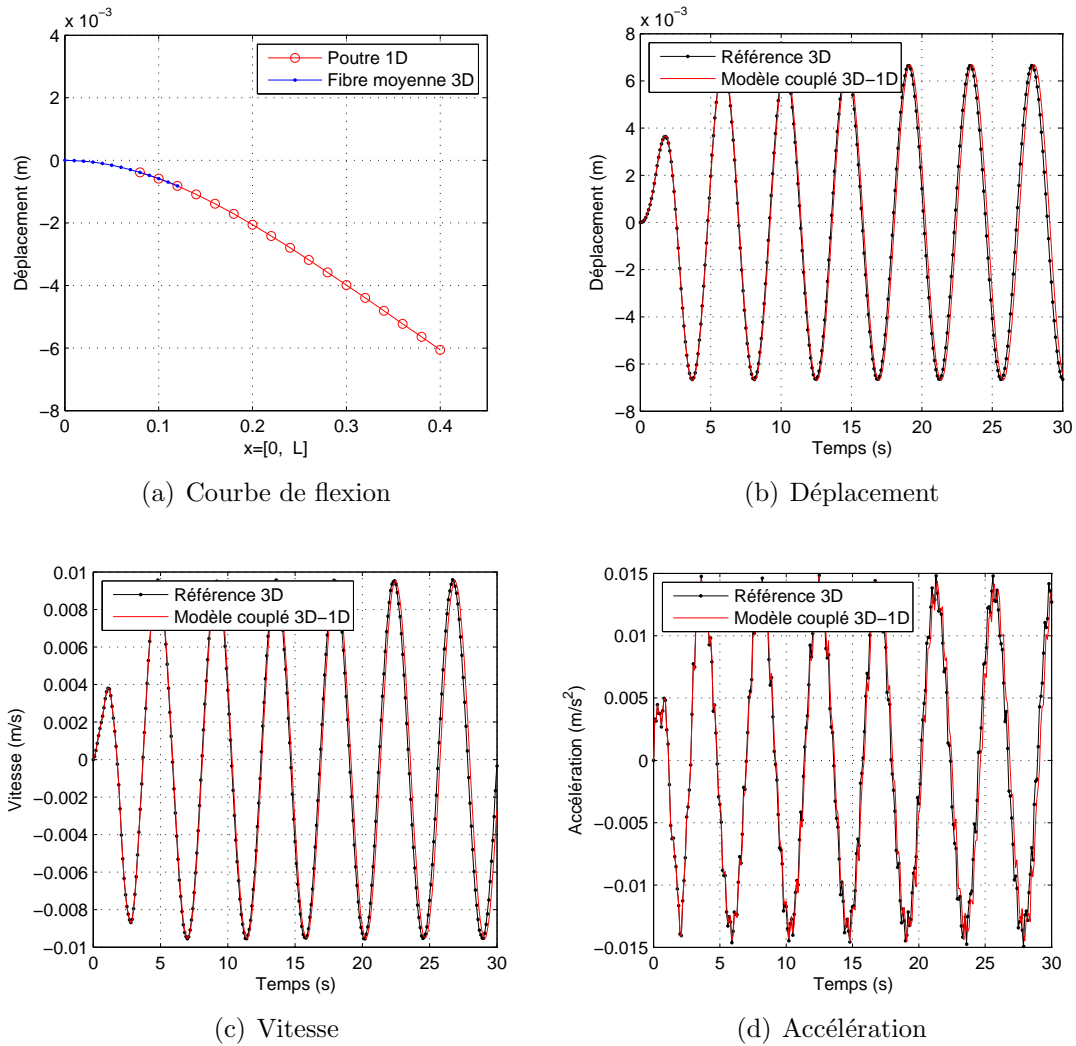 x 10−3
4
2
0
−2
−4
−6
−8
0 0.1 0.2 0.3 0.4
Déplacement (m)
x=[0, L]
Poutre 1D
Fibre moyenne 3D
(a) Courbe de flexion
x 10−3
8
6
4
2
0
−2
−4
−6
−8
0 5 10 15 20 25 30
Déplacement (m)
Temps (s)
Référence 3D
Modèle couplé 3D−1D
(b) Déplacement
0.01
0.008
0.006
0.004
0.002
0
−0.002
−0.004
−0.006
−0.008
−0.01
0 5 10 15 20 25 30
Vitesse (m/s)
Temps (s)
Référence 3D
Modèle couplé 3D−1D
(c) Vitesse
0.015
0.01
0.005
0
−0.005
−0.01
−0.015
0 5 10 15 20 25 30
Accélération (m/s2)
Temps (s)
Référence 3D
Modèle couplé 3D−1D
(d) Accélération